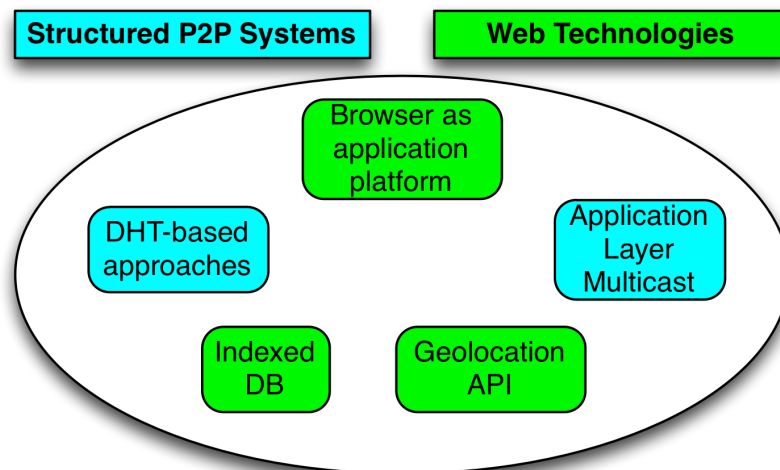 Structured P2P Systems
Web Technologies
Browser as
application
platform
DHT-based
approaches
Application
Layer
Multicast
Indexed
DB
Geolocation
API